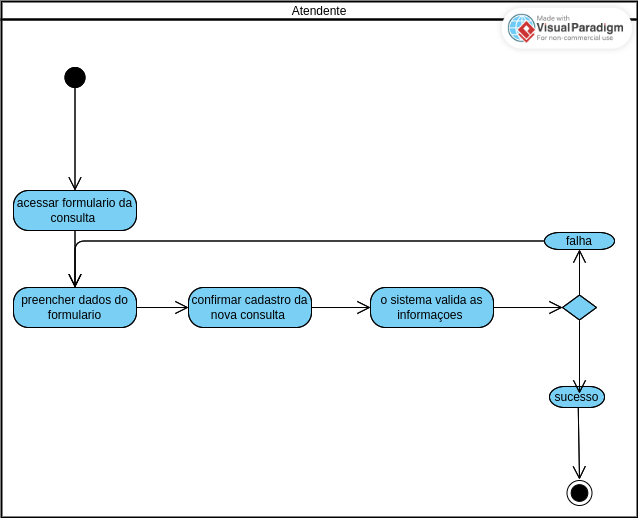 Atendente
Made with
Visual Paradigm
For non-commercial use
acessar formulario da
consulta
falha
preencher dados do
formulario
confirmar cadastro da
nova consulta
o sistema valida as
informaçoes
sucesso